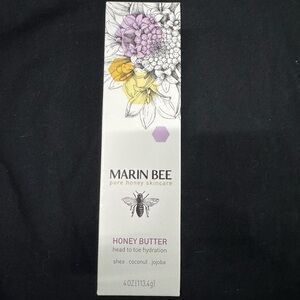 MARIN BEE
pure honey skincare
HONEY BUTTER
head to toe hydration
shea . coconut . jojoba
4 OZ (113.4g)